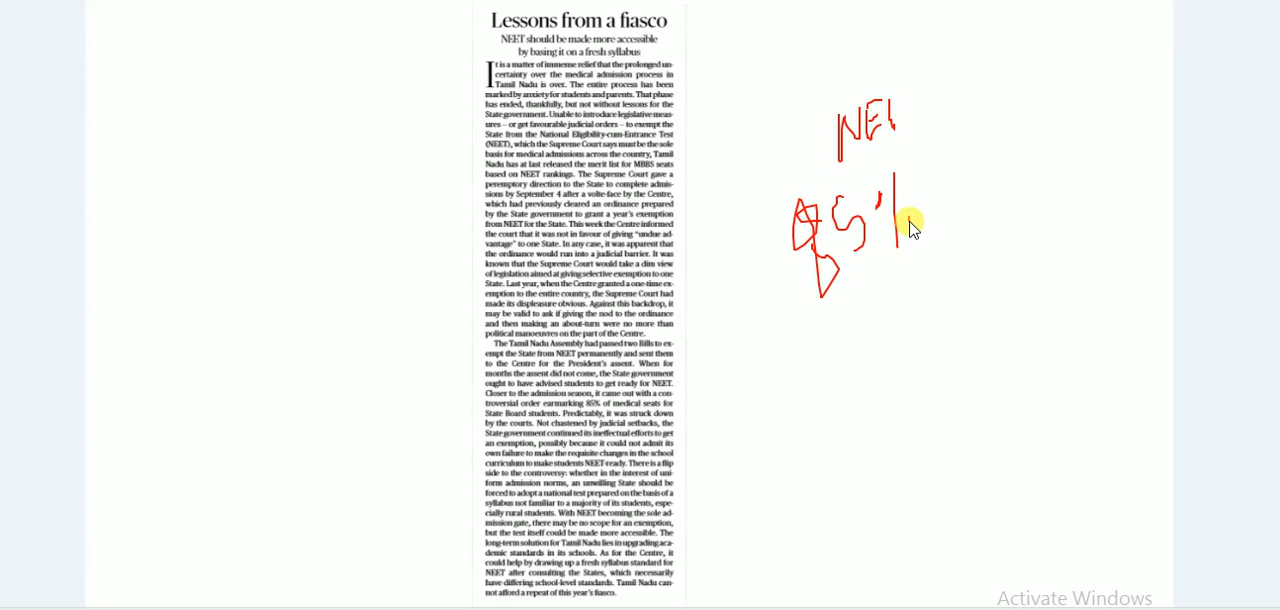 Lessons from a fiasco
NEET should be made more accessible
by basing it on a fresh syllabus
It is a matter of immense relief that the prolonged un-
certainty over the medical admission process in
Tamil Nadu is over. The entire process has been
marked by anxiety for students and parents. That phase
has ended, thankfully, but not without lessons for the
State government. Unable to introduce legislative meas-
ures – or get favourable judicial orders – to exempt the
State from the National Eligibility-cum-Entrance Test
(NEET), which the Supreme Court says must be the sole
basis for medical admissions across the country, Tamil
Nadu has at last released the merit list for MBBS seats
based on NEET rankings. The Supreme Court gave a
peremptory direction to the State to complete admis-
sions by September 4 after a volte-face by the Centre,
which had previously cleared an ordinance prepared
by the State government to grant a year's exemption
from NEET for the State. This week the Centre informed
the court that it was not in favour of giving "undue ad-
vantage" to one State. In any case, it was apparent that
the ordinance would run into a judicial barrier. It was
known that the Supreme Court would take a dim view
of legislation aimed at giving selective exemption to one
State. Last year, when the Centre granted a one-time ex-
emption to the entire country, the Supreme Court had
made its displeasure obvious. Against this backdrop, it
may be valid to ask if giving the nod to the ordinance
and then making an about-turn were no more than
political manoeuvres on the part of the Centre.
The Tamil Nadu Assembly had passed two Bills to ex-
empt the State from NEET permanently and sent them
to the Centre for the President's assent. When for
months the assent did not come, the State government
ought to have advised students to get ready for NEET.
Closer to the admission season, it came out with a con-
troversial order earmarking 85% of medical seats for
State Board students. Predictably, it was struck down
by the courts. Not chastened by judicial setbacks, the
State government continued its ineffectual efforts to get
an exemption, possibly because it could not admit its
own failure to make the requisite changes in the school
curriculum to make students NEET-ready. There is a flip
side to the controversy: whether in the interest of uni-
form admission norms, an unwilling State should be
forced to adopt a national test prepared on the basis of a
syllabus not familiar to a majority of its students, espe-
cially rural students. With NEET becoming the sole ad-
mission gate, there may be no scope for an exemption,
but the test itself could be made more accessible. The
long-term solution for Tamil Nadu lies in upgrading aca-
demic standards in its schools. As for the Centre, it
could help by drawing up a fresh syllabus standard for
NEET after consulting the States, which necessarily
have differing school-level standards. Tamil Nadu can-
not afford a repeat of this year's fiasco.
NEI
Activate Windows